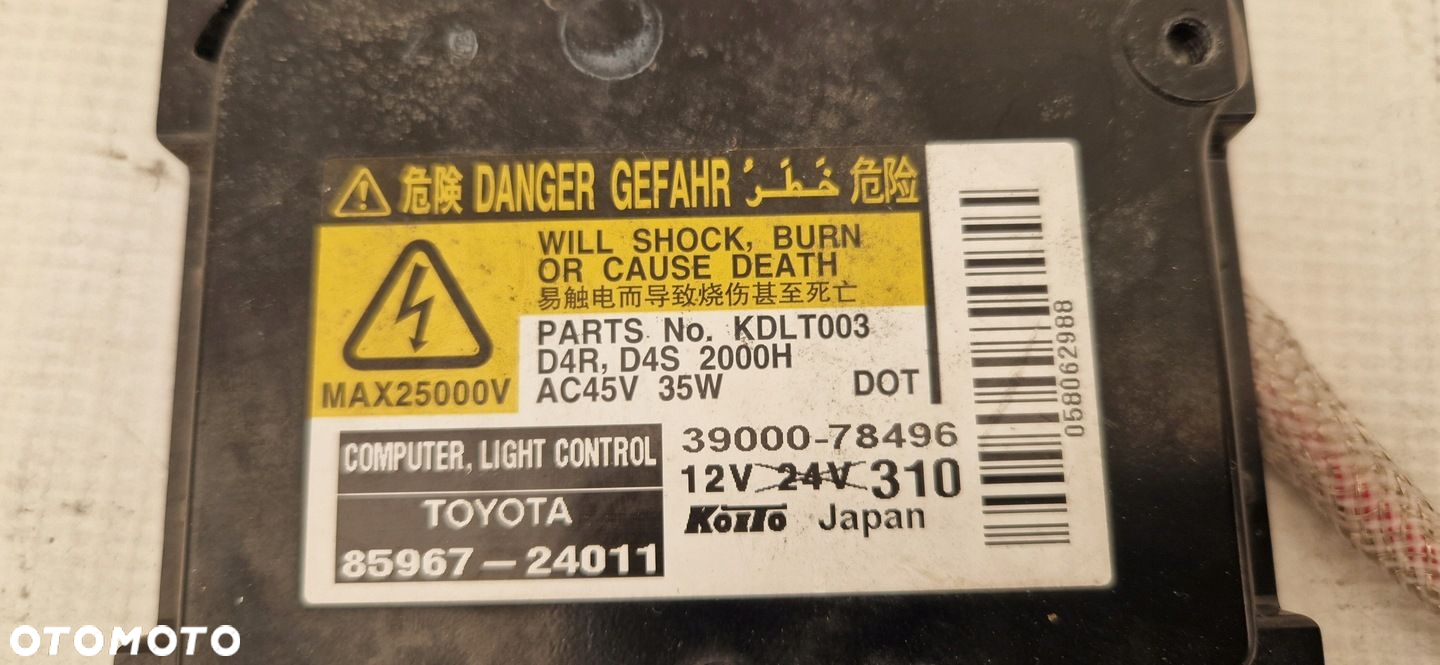 危険 DANGER GEFAHR خَطَرٌ 危险
WILL SHOCK, BURN
OR CAUSE DEATH
易触电而导致烧伤甚至死亡
MAX25000V
PARTS No. KDLT003
D4R, D4S 2000H
AC45V 35W DOT
COMPUTER, LIGHT CONTROL
TOYOTA
85967-24011
39000-78496
12V 24V 310
KOITO Japan
058062988
OTOMOTO